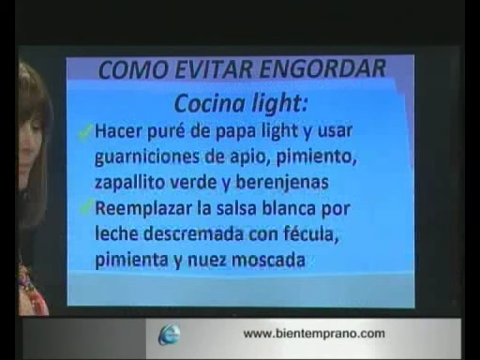 COMO EVITAR ENGORDAR
Cocina light:
Hacer puré de papa light y usar
guarniciones de apio, pimiento,
zapallito verde y berenjenas
Reemplazar la salsa blanca por
leche descremada con fécula,
pimienta y nuez moscada
www.bientemprano.com